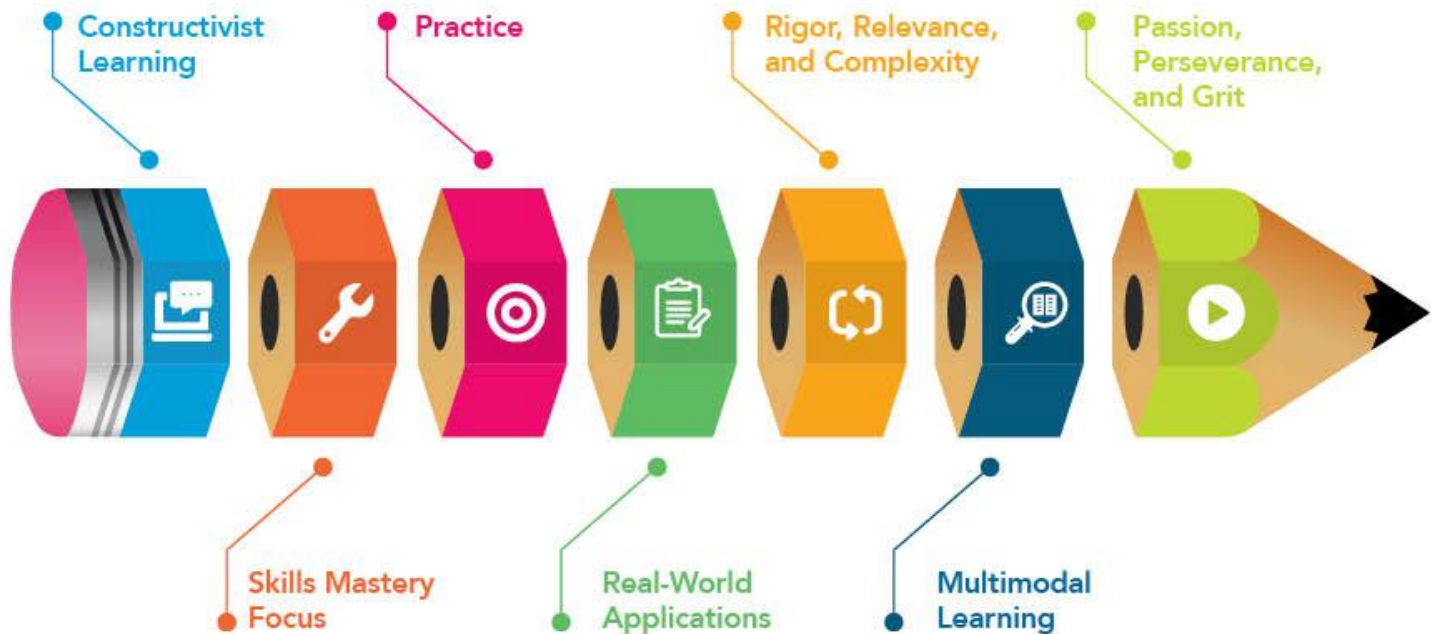 Constructivist
Learning
Practice
Rigor, Relevance,
and Complexity
Passion,
Perseverance,
and Grit
Skills Mastery
Focus
Real-World
Applications
Multimodal
Learning